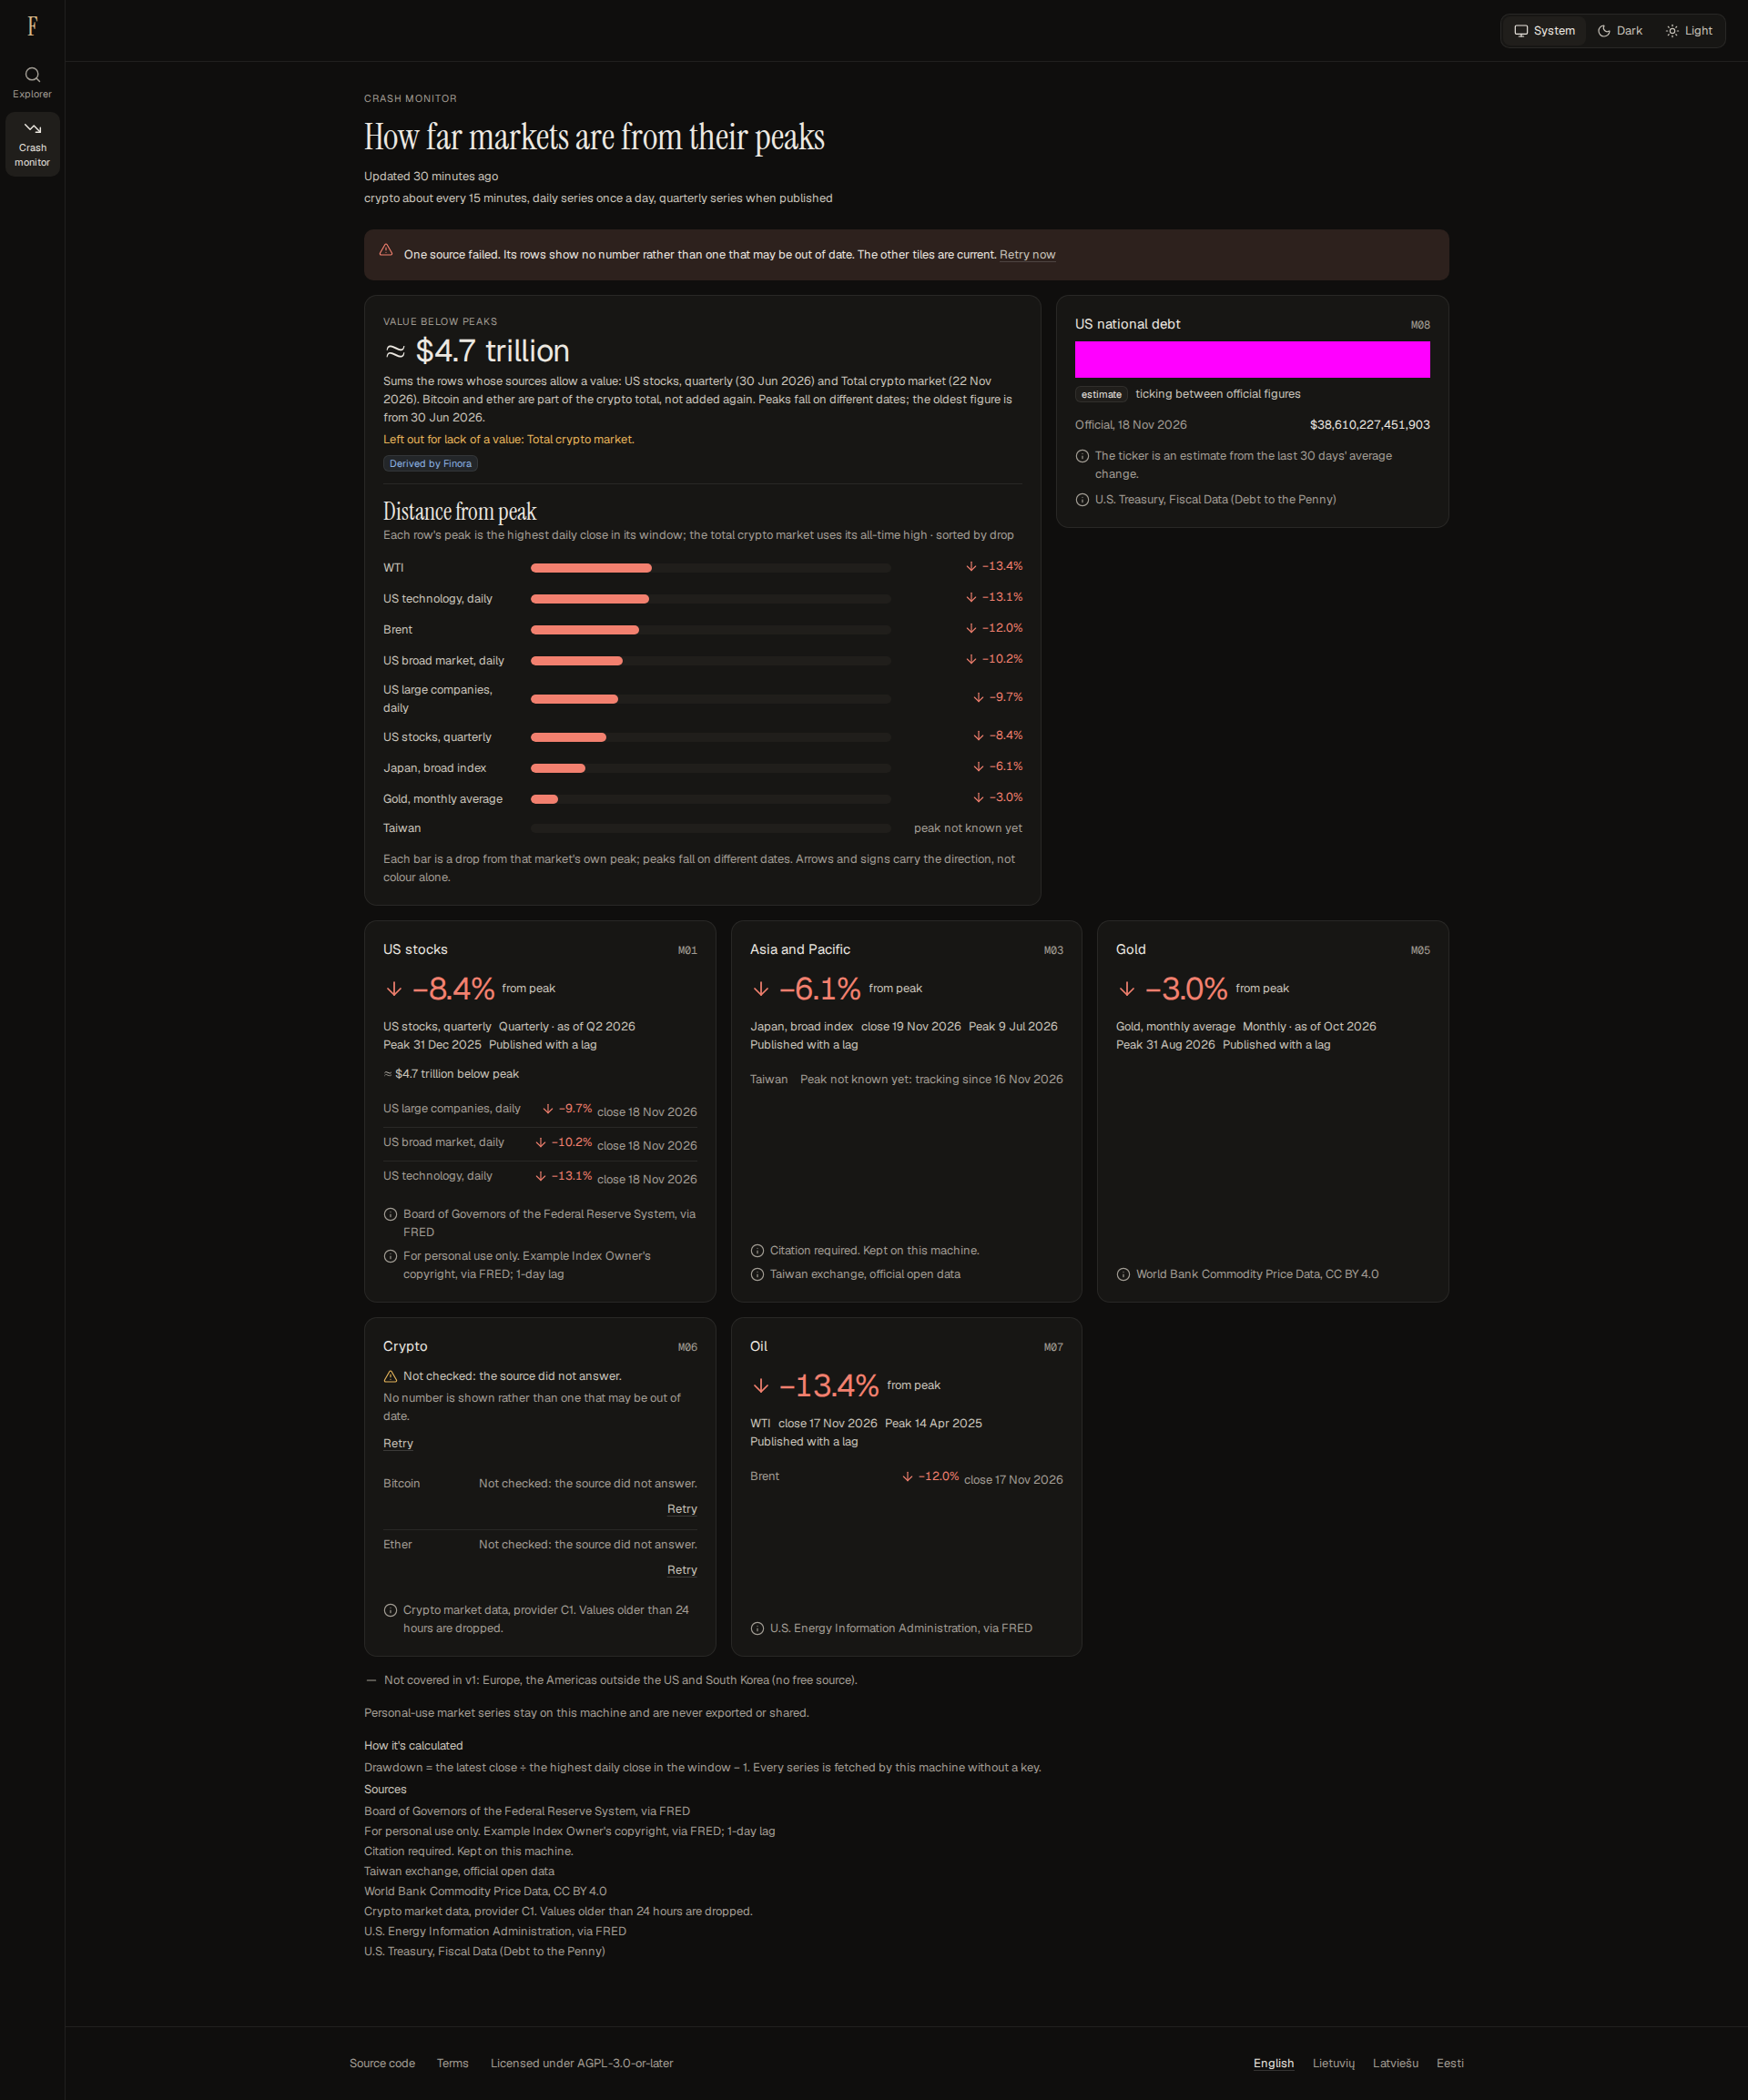 F
Explorer
Crash
monitor
System
Dark
Light
CRASH MONITOR
How far markets are from their peaks
Updated 30 minutes ago
crypto about every 15 minutes, daily series once a day, quarterly series when published
One source failed. Its rows show no number rather than one that may be out of date. The other tiles are current. Retry now
VALUE BELOW PEAKS
≈ $4.7 trillion
Sums the rows whose sources allow a value: US stocks, quarterly (30 Jun 2026) and Total crypto market (22 Nov
2026). Bitcoin and ether are part of the crypto total, not added again. Peaks fall on different dates; the oldest figure is
from 30 Jun 2026.
Left out for lack of a value: Total crypto market.
Derived by Finora
Distance from peak
Each row's peak is the highest daily close in its window; the total crypto market uses its all-time high · sorted by drop
WTI ↓ −13.4%
US technology, daily ↓ −13.1%
Brent ↓ −12.0%
US broad market, daily ↓ −10.2%
US large companies,
daily ↓ −9.7%
US stocks, quarterly ↓ −8.4%
Japan, broad index ↓ −6.1%
Gold, monthly average ↓ −3.0%
Taiwan peak not known yet
Each bar is a drop from that market's own peak; peaks fall on different dates. Arrows and signs carry the direction, not
colour alone.
US national debt M08
estimate ticking between official figures
Official, 18 Nov 2026 $38,610,227,451,903
The ticker is an estimate from the last 30 days' average
change.
U.S. Treasury, Fiscal Data (Debt to the Penny)
US stocks M01
↓ −8.4% from peak
US stocks, quarterly Quarterly · as of Q2 2026
Peak 31 Dec 2025 Published with a lag
≈ $4.7 trillion below peak
US large companies, daily ↓ −9.7% close 18 Nov 2026
US broad market, daily ↓ −10.2% close 18 Nov 2026
US technology, daily ↓ −13.1% close 18 Nov 2026
Board of Governors of the Federal Reserve System, via
FRED
For personal use only. Example Index Owner's
copyright, via FRED; 1-day lag
Asia and Pacific M03
↓ −6.1% from peak
Japan, broad index close 19 Nov 2026 Peak 9 Jul 2026
Published with a lag
Taiwan Peak not known yet: tracking since 16 Nov 2026
Citation required. Kept on this machine.
Taiwan exchange, official open data
Gold M05
↓ −3.0% from peak
Gold, monthly average Monthly · as of Oct 2026
Peak 31 Aug 2026 Published with a lag
World Bank Commodity Price Data, CC BY 4.0
Crypto M06
Not checked: the source did not answer.
No number is shown rather than one that may be out of
date.
Retry
Bitcoin Not checked: the source did not answer.
Retry
Ether Not checked: the source did not answer.
Retry
Crypto market data, provider C1. Values older than 24
hours are dropped.
Oil M07
↓ −13.4% from peak
WTI close 17 Nov 2026 Peak 14 Apr 2025
Published with a lag
Brent ↓ −12.0% close 17 Nov 2026
U.S. Energy Information Administration, via FRED
— Not covered in v1: Europe, the Americas outside the US and South Korea (no free source).
Personal-use market series stay on this machine and are never exported or shared.
How it's calculated
Drawdown = the latest close ÷ the highest daily close in the window − 1. Every series is fetched by this machine without a key.
Sources
Board of Governors of the Federal Reserve System, via FRED
For personal use only. Example Index Owner's copyright, via FRED; 1-day lag
Citation required. Kept on this machine.
Taiwan exchange, official open data
World Bank Commodity Price Data, CC BY 4.0
Crypto market data, provider C1. Values older than 24 hours are dropped.
U.S. Energy Information Administration, via FRED
U.S. Treasury, Fiscal Data (Debt to the Penny)
Source code Terms Licensed under AGPL-3.0-or-later
English Lietuvių Latviešu Eesti